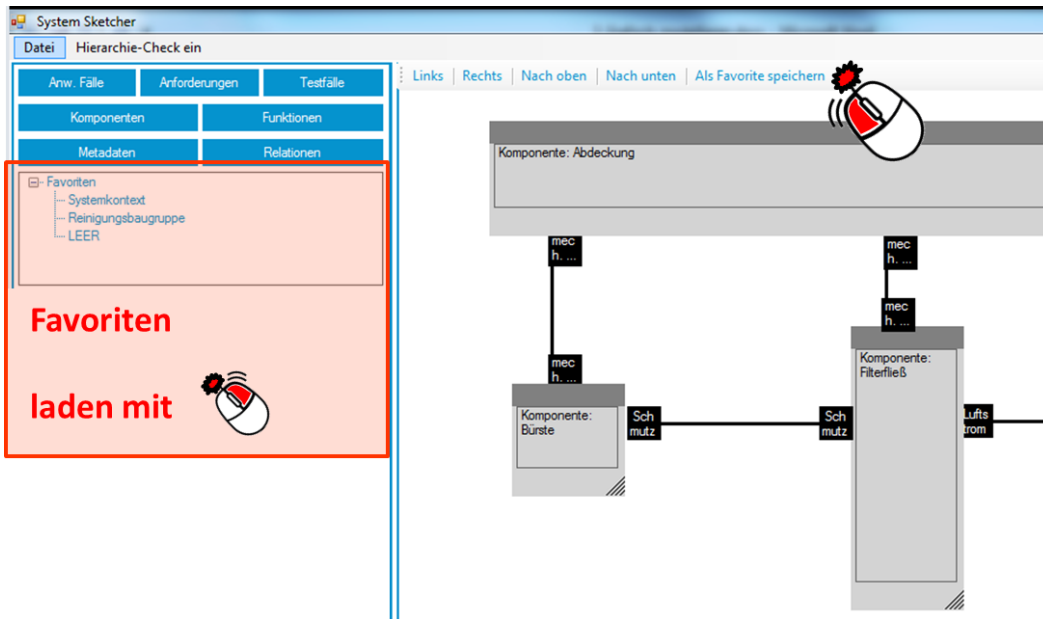 System Sketcher
Datei Hierarchie-Check ein
Anw. Fälle Anforderungen Testfälle
Komponenten Funktionen
Metadaten Relationen
Favoriten
Systemkontext
Reinigungsbaugruppe
LEER
Favoriten
laden mit
Links Rechts Nach oben Nach unten Als Favorite speichern
Komponente: Abdeckung
mec
h. ...
mec
h. ...
mec
h. ...
mec
h. ...
Komponente:
Bürste
Sch
mutz
Sch
mutz
Komponente:
Filterfließ
Lufts
trom